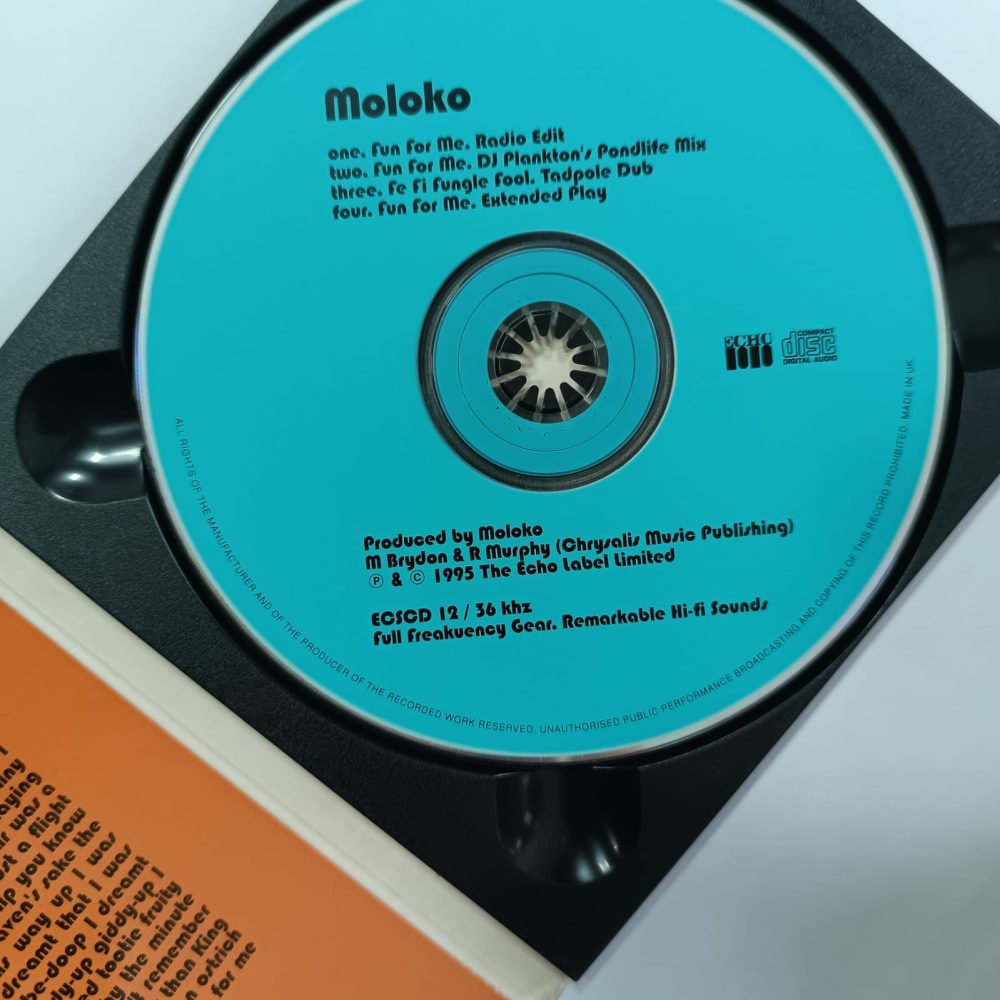 Moloko
one. Fun For Me. Radio Edit
two. Fun For Me. DJ Plankton's Pondlife Mix
three. Fe Fi Fungle Fool. Tadpole Dub
four. Fun For Me. Extended Play
ECHO
COMPACT
disc
DIGITAL AUDIO
Produced by Moloko
M Brydon & R Murphy (Chrysalis Music Publishing)
Ⓟ & © 1995 The Echo Label Limited
ECSCD 12 / 36 khz
Full Freakuency Gear. Remarkable Hi-fi Sounds
ALL RIGHTS OF THE MANUFACTURER AND OF THE PRODUCER OF THE RECORDED WORK RESERVED. UNAUTHORISED PUBLIC PERFORMANCE BROADCASTING AND COPYING OF THIS RECORD PROHIBITED. MADE IN UK
I
was a
a flight
you know
sake the
way up I was
dreamt that I was
be-doop I dreamt
giddy-up I
tootie fruity
the minute
remember
than King
ostrich
for me